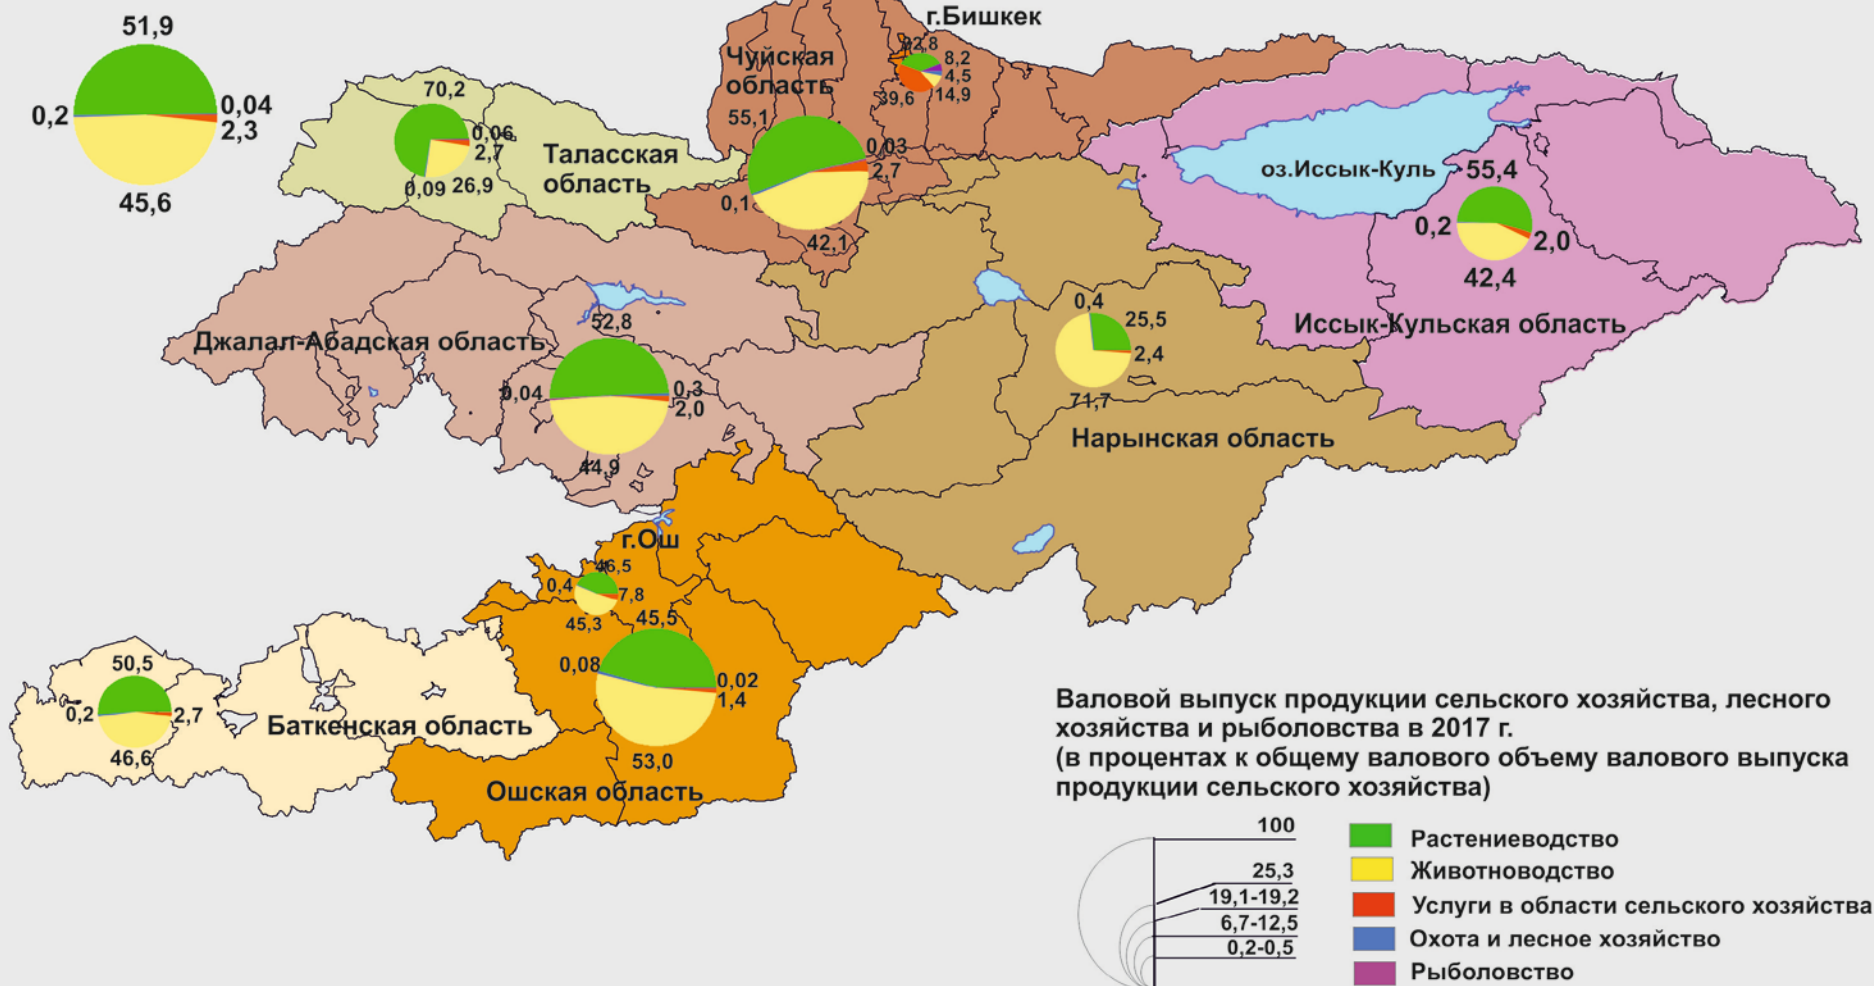 51,9
0,2
0,04
2,3
45,6
г.Бишкек
22,8
8,2
4,5
14,9
39,6
Чуйская
область
55,1
0,03
2,7
0,1
42,1
70,2
0,06
2,7
0,09
26,9
Таласская
область
оз.Иссык-Куль
55,4
0,2
2,0
42,4
Иссык-Кульская область
Джалал-Абадская область
52,8
0,04
0,3
2,0
44,9
0,4
25,5
2,4
71,7
Нарынская область
г.Ош
46,5
0,4
7,8
45,3
45,5
0,08
0,02
1,4
53,0
Ошская область
50,5
0,2
2,7
46,6
Баткенская область
Валовой выпуск продукции сельского хозяйства, лесного
хозяйства и рыболовства в 2017 г.
(в процентах к общему валового объему валового выпуска
продукции сельского хозяйства)
100
25,3
19,1-19,2
6,7-12,5
0,2-0,5
Растениеводство
Животноводство
Услуги в области сельского хозяйства
Охота и лесное хозяйство
Рыболовство